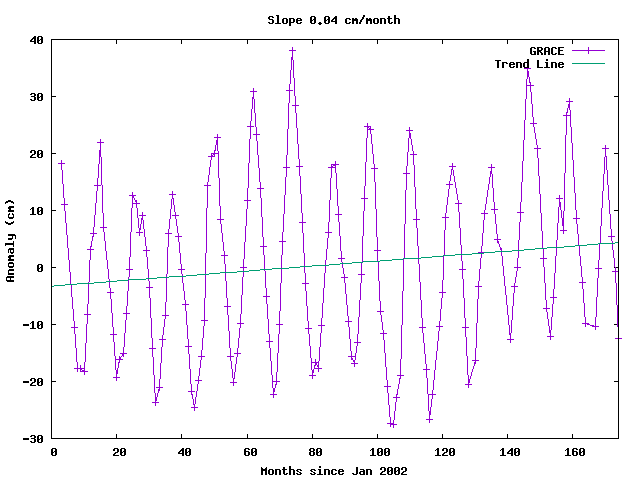 Slope 0.04 cm/month
40
30
20
10
0
-10
-20
-30
Anomaly (cm)
GRACE
Trend Line
0 20 40 60 80 100 120 140 160
Months since Jan 2002